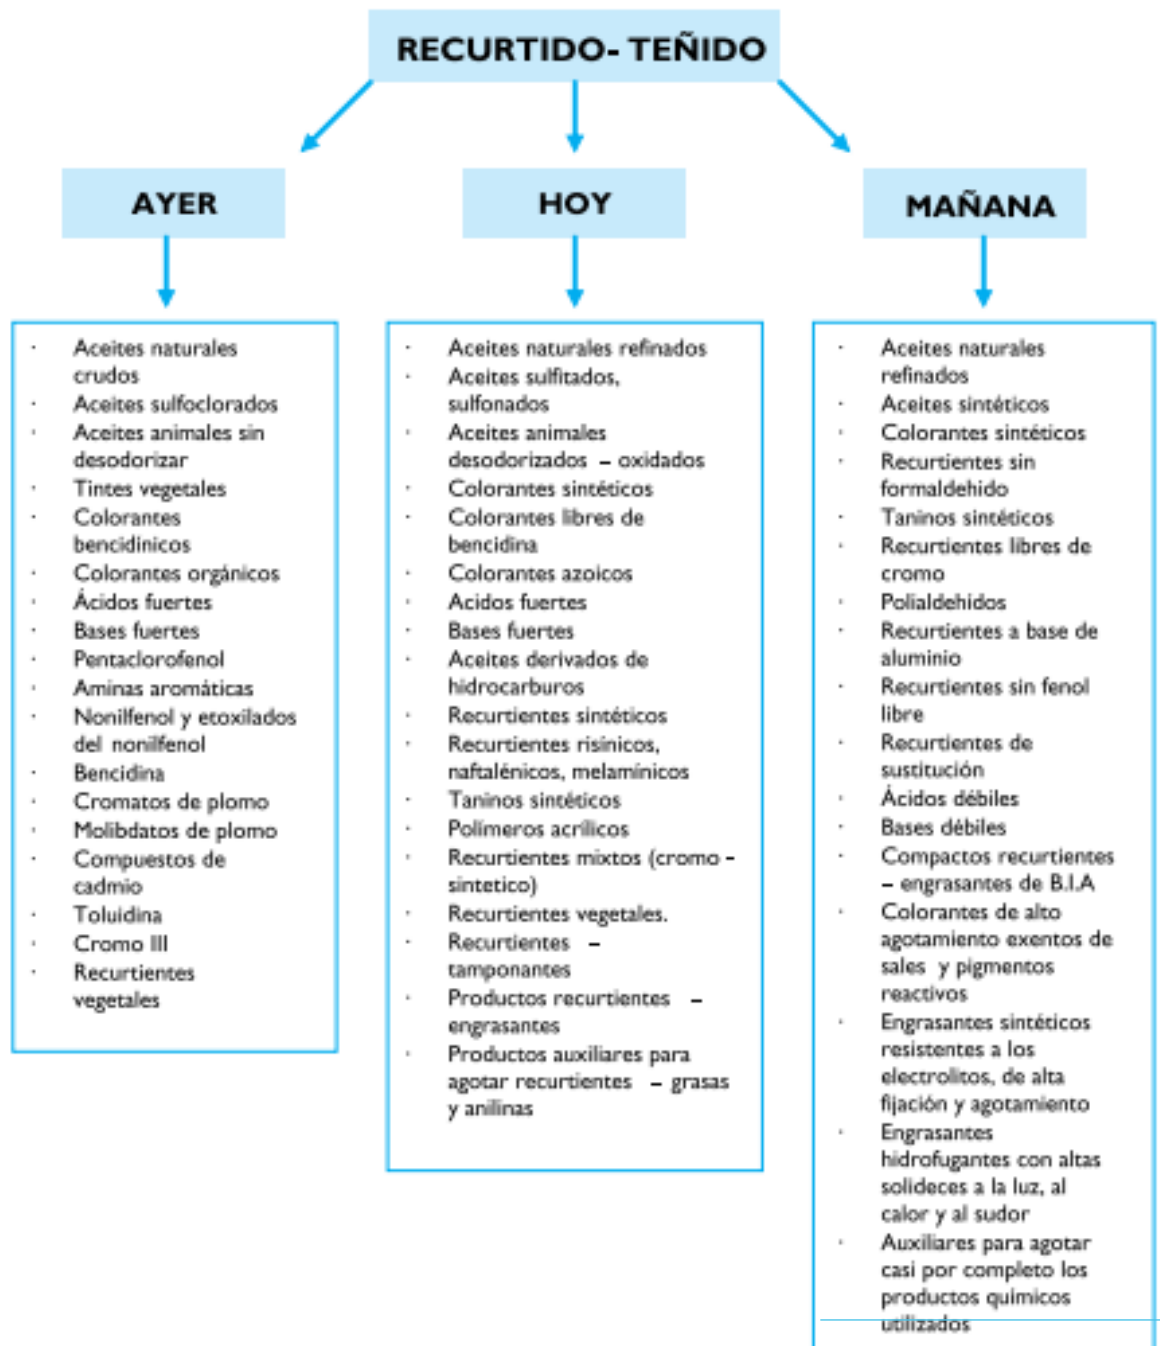 RECURTIDO- TEÑIDO
AYER
HOY
MAÑANA
· Aceites naturales
crudos
· Aceites sulfoclorados
· Aceites animales sin
desodorizar
· Tintes vegetales
· Colorantes
bencidínicos
· Colorantes orgánicos
· Ácidos fuertes
· Bases fuertes
· Pentaclorofenol
· Aminas aromáticas
· Nonilfenol y etoxilados
del nonilfenol
· Bencidina
· Cromatos de plomo
· Molibdatos de plomo
· Compuestos de
cadmio
· Toluidina
· Cromo III
· Recurtientes
vegetales
· Aceites naturales refinados
· Aceites sulfitados,
sulfonados
· Aceites animales
desodorizados – oxidados
· Colorantes sintéticos
· Colorantes libres de
bencidina
· Colorantes azoicos
· Acidos fuertes
· Bases fuertes
· Aceites derivados de
hidrocarburos
· Recurtientes sintéticos
· Recurtientes risínicos,
naftalénicos, melamínicos
· Taninos sintéticos
· Polímeros acrílicos
· Recurtientes mixtos (cromo –
sintetico)
· Recurtientes vegetales.
· Recurtientes –
tamponantes
· Productos recurtientes –
engrasantes
· Productos auxiliares para
agotar recurtientes – grasas
y anilinas
· Aceites naturales
refinados
· Aceites sintéticos
· Colorantes sintéticos
· Recurtientes sin
formaldehido
· Taninos sintéticos
· Recurtientes libres de
cromo
· Polialdehidos
· Recurtientes a base de
aluminio
· Recurtientes sin fenol
libre
· Recurtientes de
sustitución
· Ácidos débiles
· Bases débiles
· Compactos recurtientes
– engrasantes de B.I.A
· Colorantes de alto
agotamiento exentos de
sales y pigmentos
reactivos
· Engrasantes sintéticos
resistentes a los
electrolitos, de alta
fijación y agotamiento
· Engrasantes
hidrofugantes con altas
solideces a la luz, al
calor y al sudor
· Auxiliares para agotar
casi por completo los
productos químicos
utilizados